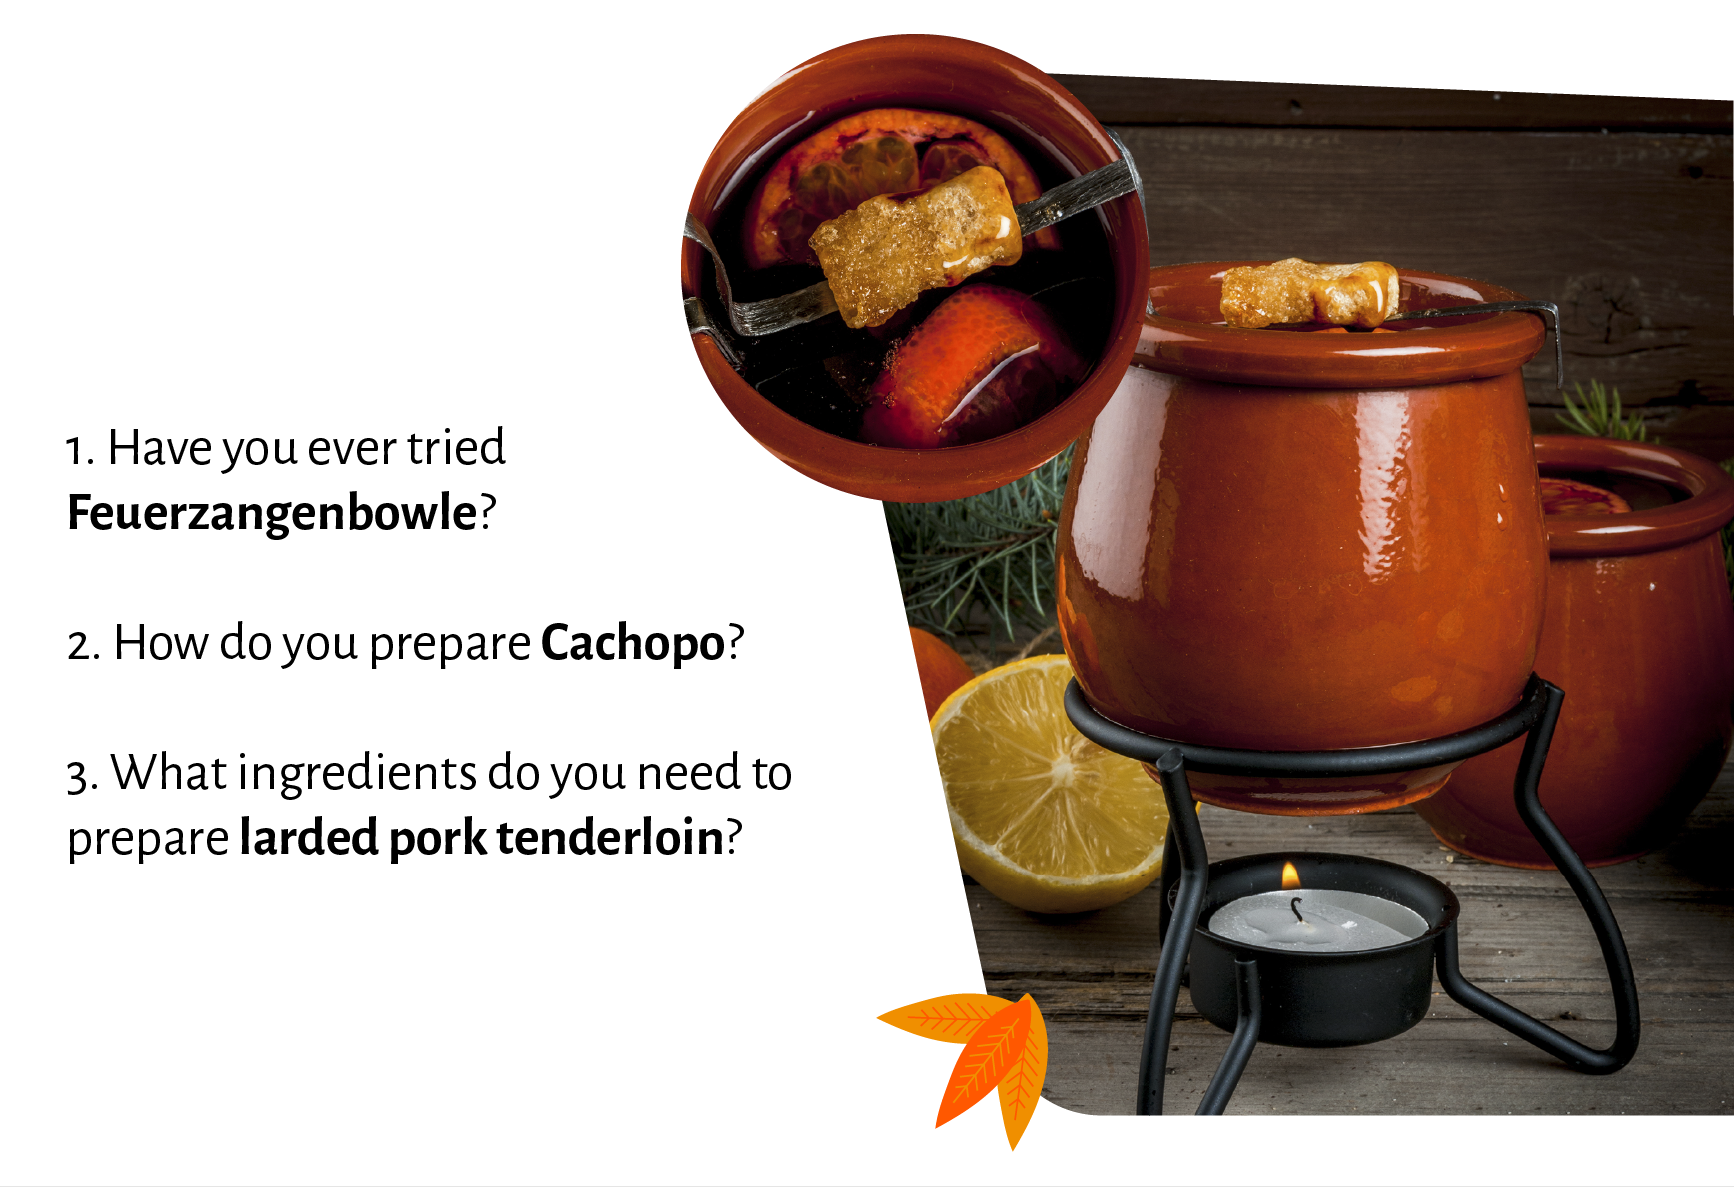 1. Have you ever tried
Feuerzangenbowle?
2. How do you prepare Cachopo?
3. What ingredients do you need to
prepare larded pork tenderloin?